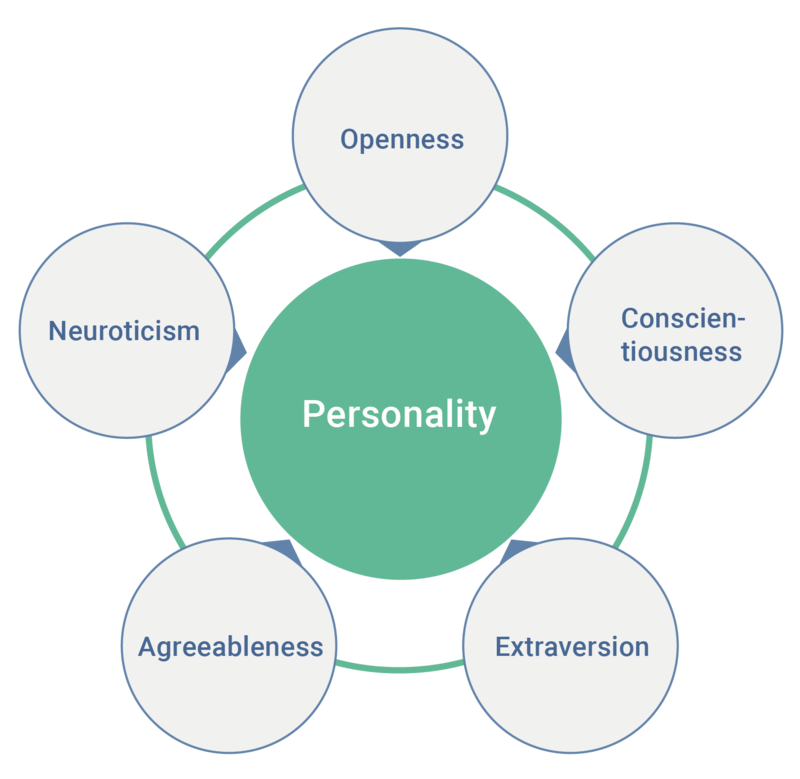 Openness
Neuroticism
Conscien-
tiousness
Personality
Agreeableness
Extraversion